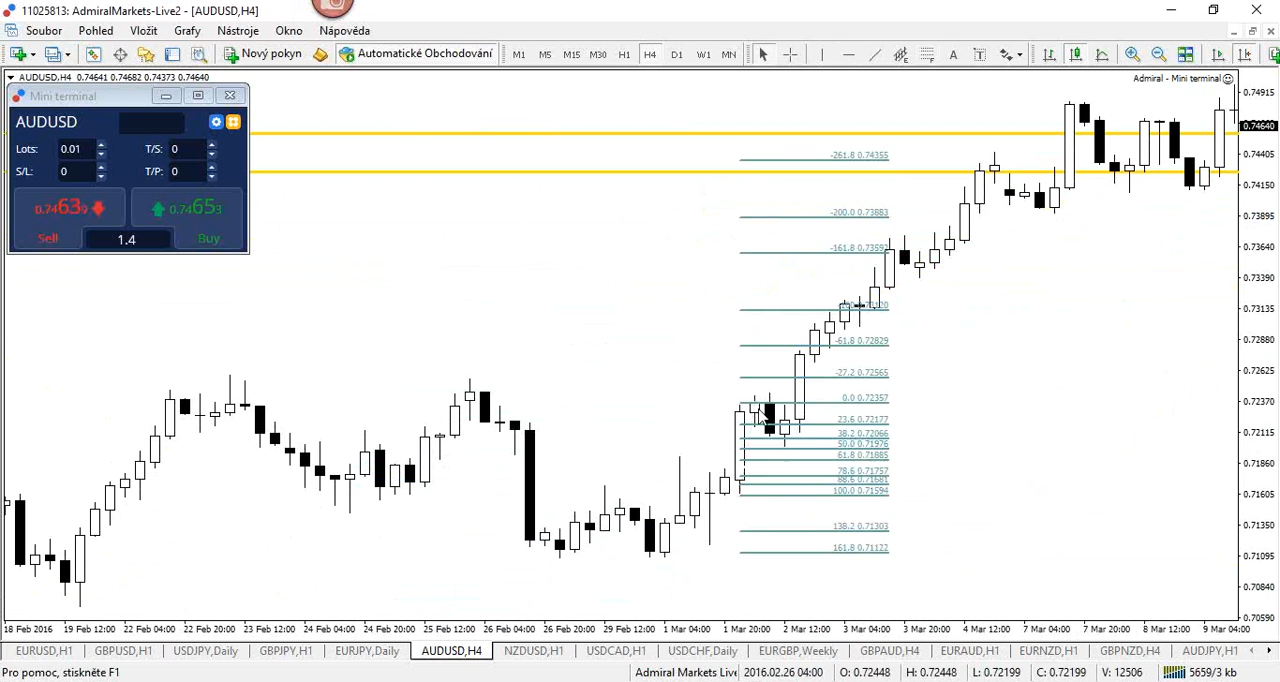 11025813: AdmiralMarkets-Live2 - [AUDUSD,H4]
Soubor Pohled Vložit Grafy Nástroje Okno Nápověda
Nový pokyn Automatické Obchodování M1 M5 M15 M30 H1 H4 D1 W1 MN
AUDUSD,H4 0.74641 0.74682 0.74373 0.74640
Admiral - Mini terminal
Mini terminal
AUDUSD
Lots: 0.01 T/S: 0
S/L: 0 T/P: 0
0.74639 0.74653
Sell 1.4 Buy
-261.8 0.74355
-200.0 0.73883
-161.8 0.73592
-61.8 0.72829
-27.2 0.72565
0.0 0.72357
23.6 0.72177
38.2 0.72066
50.0 0.71976
61.8 0.71885
78.6 0.71757
88.6 0.71681
100.0 0.71594
138.2 0.71303
161.8 0.71122
0.74915
0.74640
0.74405
0.74150
0.73895
0.73640
0.73390
0.73135
0.72880
0.72625
0.72370
0.72115
0.71860
0.71605
0.71350
0.71095
0.70840
0.70590
18 Feb 2016 19 Feb 12:00 22 Feb 04:00 22 Feb 20:00 23 Feb 12:00 24 Feb 04:00 24 Feb 20:00 25 Feb 12:00 26 Feb 04:00 26 Feb 20:00 29 Feb 12:00 1 Mar 04:00 1 Mar 20:00 2 Mar 12:00 3 Mar 04:00 3 Mar 20:00 4 Mar 12:00 7 Mar 04:00 7 Mar 20:00 8 Mar 12:00 9 Mar 04:00
EURUSD,H1 GBPUSD,H1 USDJPY,Daily GBPJPY,H1 EURJPY,Daily AUDUSD,H4 NZDUSD,H1 USDCAD,H1 USDCHF,Daily EURGBP,Weekly GBPAUD,H4 EURAUD,H1 EURNZD,H1 GBPNZD,H4 AUDJPY,H1
Pro pomoc, stiskněte F1 Admiral Markets Live 2016.02.26 04:00 O: 0.72448 H: 0.72448 L: 0.72199 C: 0.72199 V: 12506 5659/3 kb